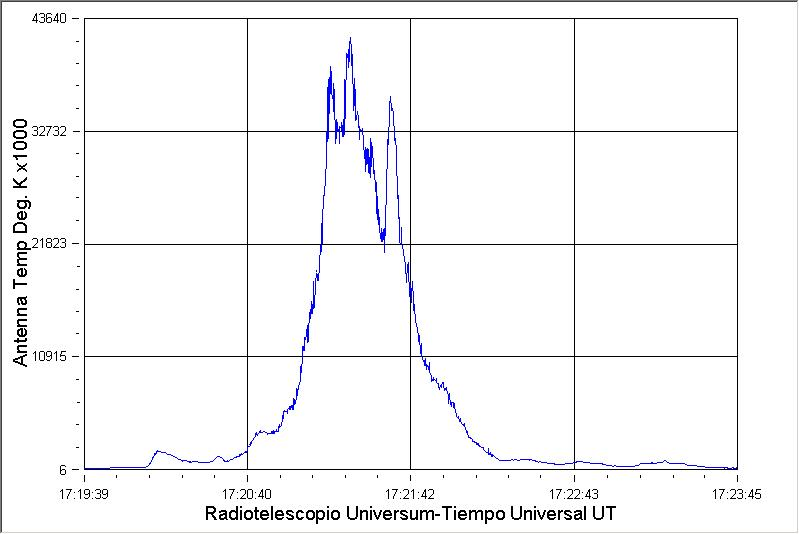 43640
32732
21823
10915
6
Antenna Temp Deg. K x1000
17:19:39 17:20:40 17:21:42 17:22:43 17:23:45
Radiotelescopio Universum-Tiempo Universal UT